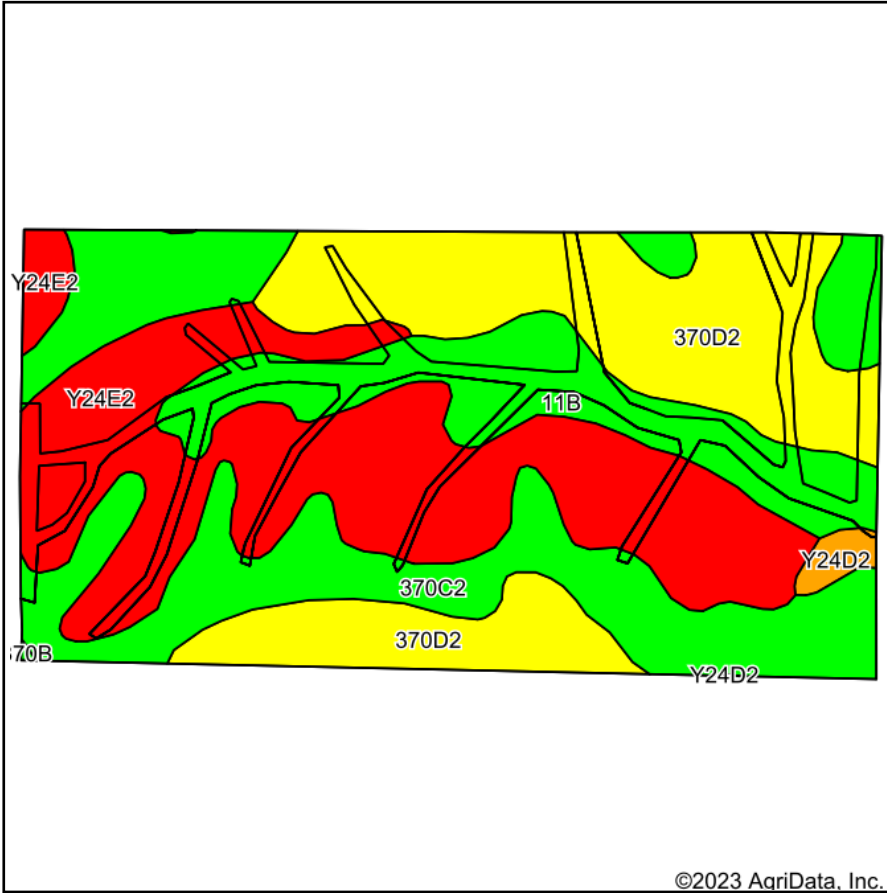 Y24E2
370D2
Y24E2
11B
Y24D2
370C2
370D2
70B
Y24D2
©2023 AgriData, Inc.